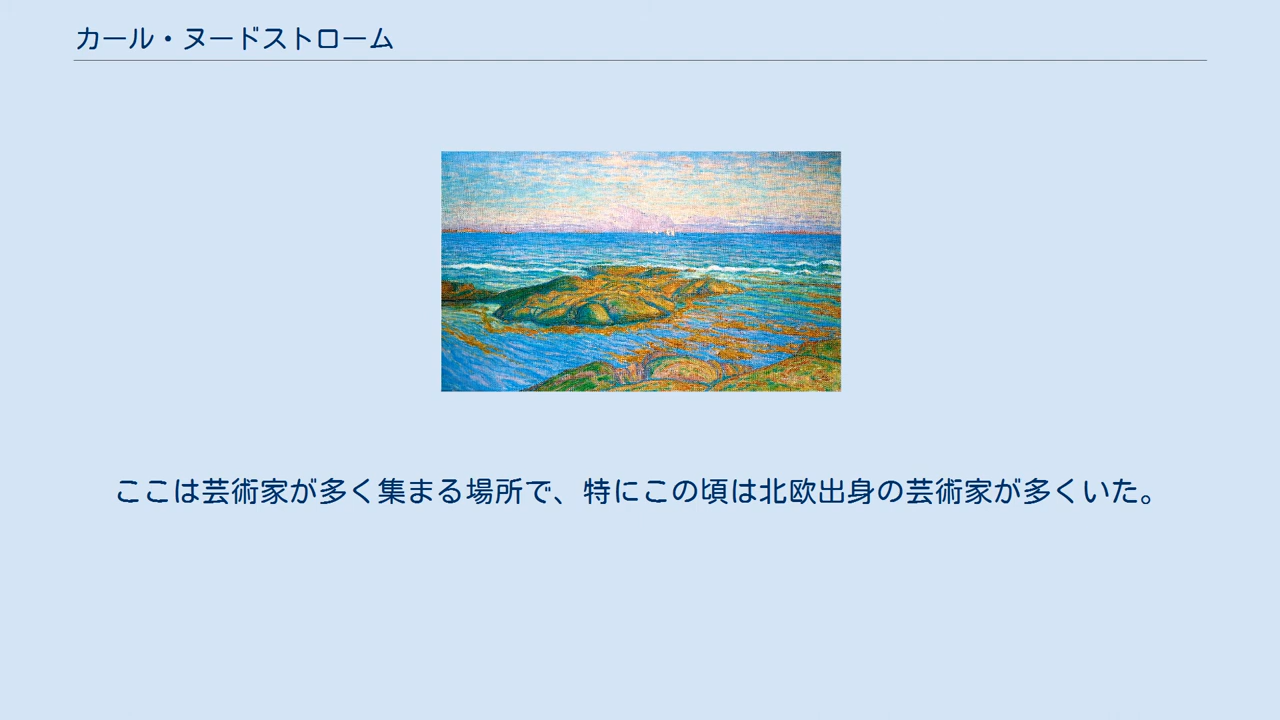 カール・ヌードストローム
ここは芸術家が多く集まる場所で、特にこの頃は北欧出身の芸術家が多くいた。